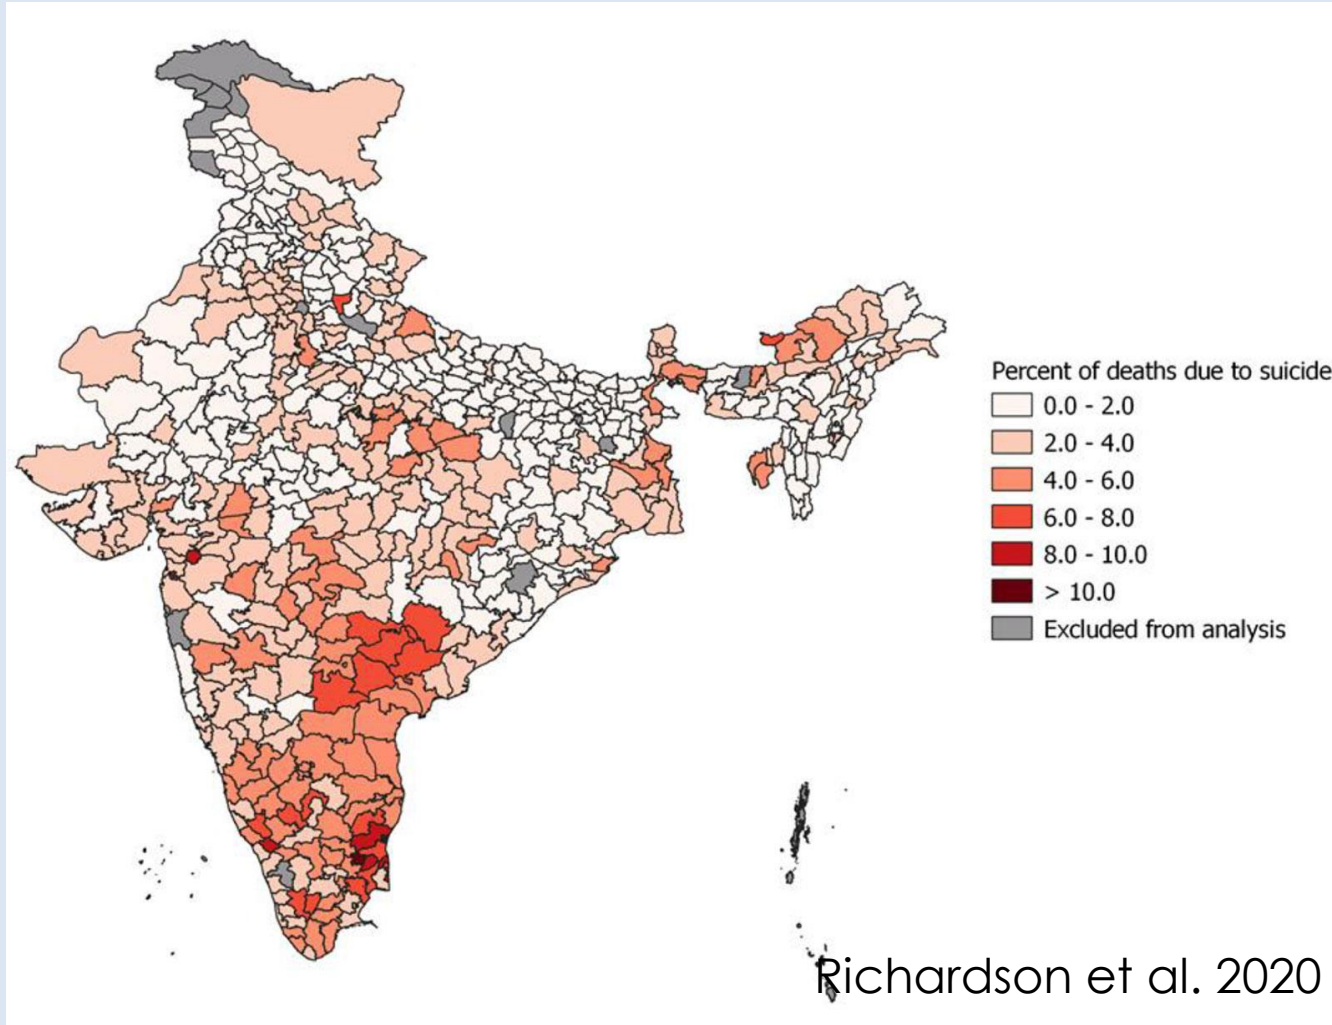 Percent of deaths due to suicide
0.0 - 2.0
2.0 - 4.0
4.0 - 6.0
6.0 - 8.0
8.0 - 10.0
> 10.0
Excluded from analysis
Richardson et al. 2020